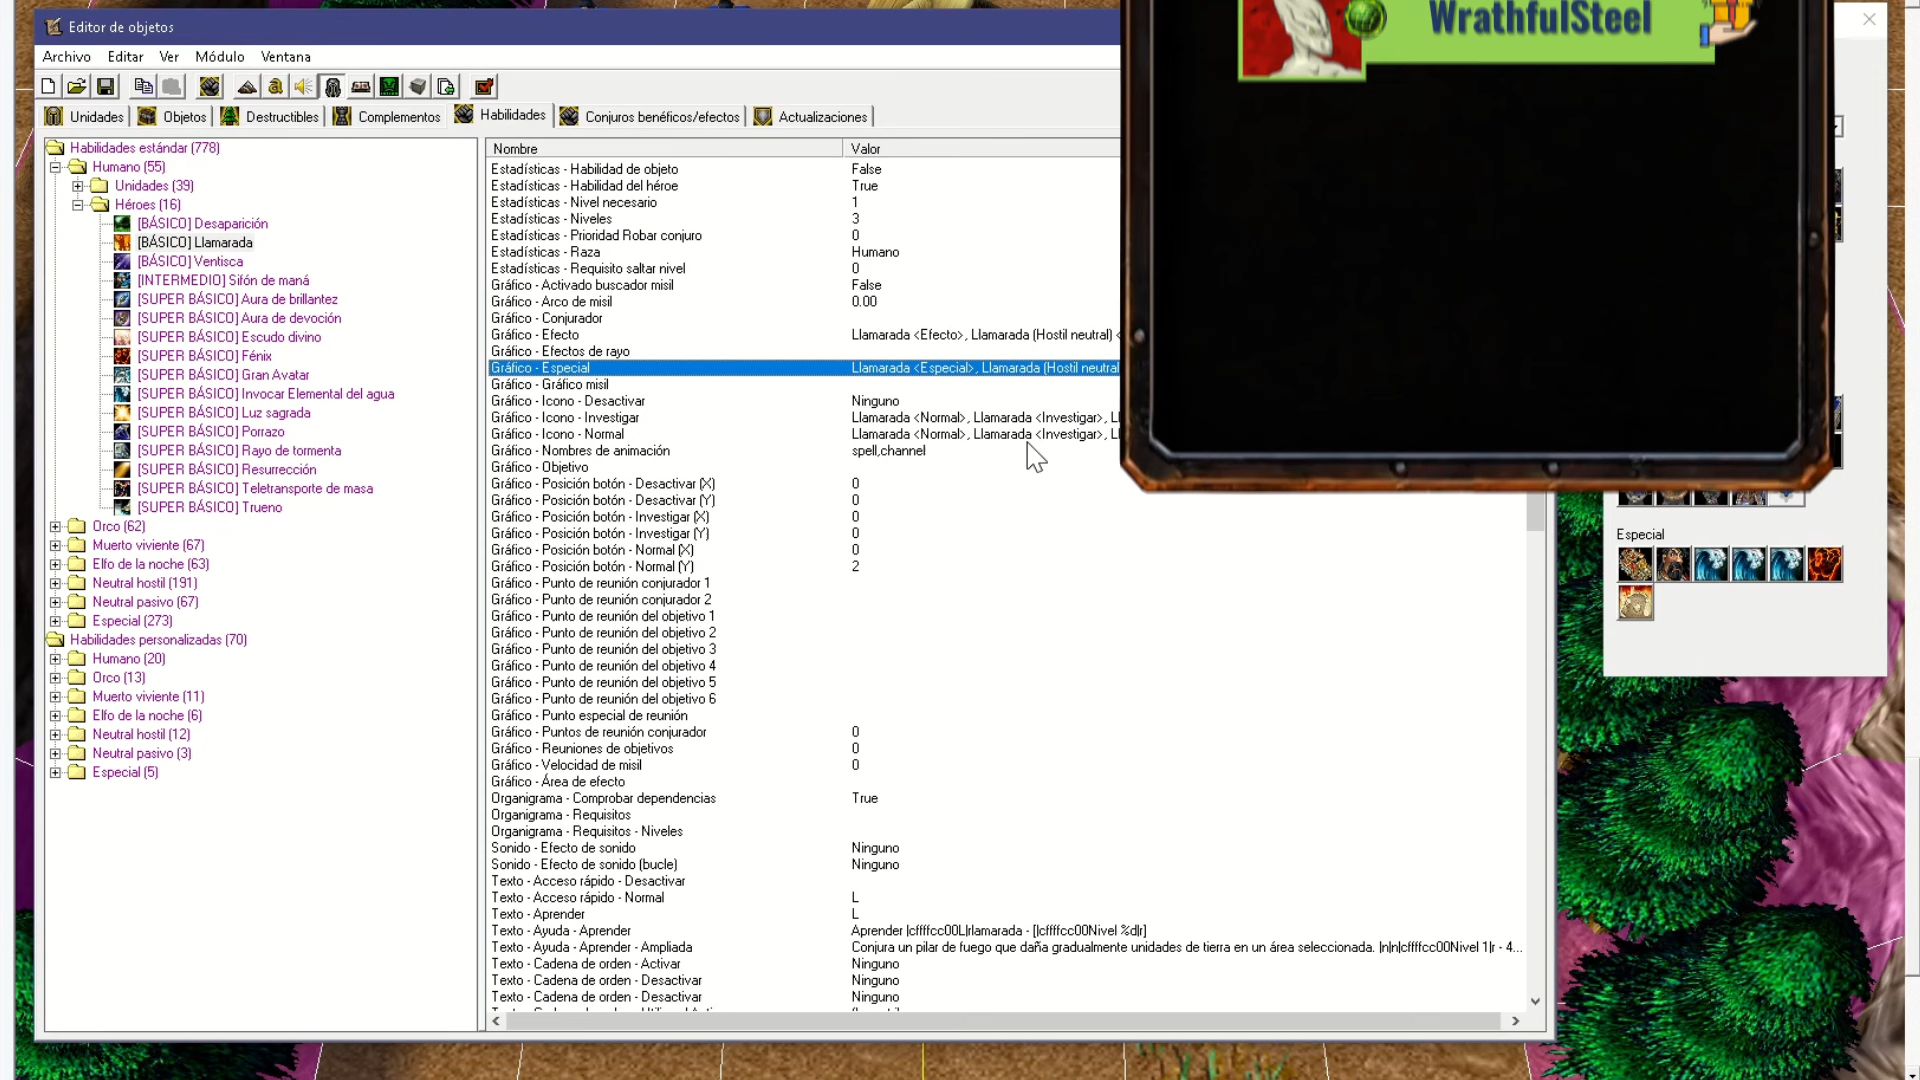 Editor de objetos
WrathfulSteel
Archivo Editar Ver Módulo Ventana
Unidades Objetos Destructibles Complementos Habilidades Conjuros benéficos/efectos Actualizaciones
Habilidades estándar (778)
Humano (55)
Unidades (39)
Héroes (16)
[BÁSICO] Desaparición
[BÁSICO] Llamarada
[BÁSICO] Ventisca
[INTERMEDIO] Sifón de maná
[SUPER BÁSICO] Aura de brillantez
[SUPER BÁSICO] Aura de devoción
[SUPER BÁSICO] Escudo divino
[SUPER BÁSICO] Fénix
[SUPER BÁSICO] Gran Avatar
[SUPER BÁSICO] Invocar Elemental del agua
[SUPER BÁSICO] Luz sagrada
[SUPER BÁSICO] Porrazo
[SUPER BÁSICO] Rayo de tormenta
[SUPER BÁSICO] Resurrección
[SUPER BÁSICO] Teletransporte de masa
[SUPER BÁSICO] Trueno
Orco (62)
Muerto viviente (67)
Elfo de la noche (63)
Neutral hostil (191)
Neutral pasivo (67)
Especial (273)
Habilidades personalizadas (70)
Humano (20)
Orco (13)
Muerto viviente (11)
Elfo de la noche (6)
Neutral hostil (12)
Neutral pasivo (3)
Especial (5)
Nombre Valor
Estadísticas - Habilidad de objeto False
Estadísticas - Habilidad del héroe True
Estadísticas - Nivel necesario 1
Estadísticas - Niveles 3
Estadísticas - Prioridad Robar conjuro 0
Estadísticas - Raza Humano
Estadísticas - Requisito saltar nivel 0
Gráfico - Activado buscador misil False
Gráfico - Arco de misil 0.00
Gráfico - Conjurador
Gráfico - Efecto Llamarada <Efecto>, Llamarada (Hostil neutral) <
Gráfico - Efectos de rayo
Gráfico - Especial Llamarada <Especial>, Llamarada (Hostil neutral
Gráfico - Gráfico misil
Gráfico - Icono - Desactivar Ninguno
Gráfico - Icono - Investigar Llamarada <Normal>, Llamarada <Investigar>, Ll
Gráfico - Icono - Normal Llamarada <Normal>, Llamarada <Investigar>, Ll
Gráfico - Nombres de animación spell,channel
Gráfico - Objetivo
Gráfico - Posición botón - Desactivar (X) 0
Gráfico - Posición botón - Desactivar (Y) 0
Gráfico - Posición botón - Investigar (X) 0
Gráfico - Posición botón - Investigar (Y) 0
Gráfico - Posición botón - Normal (X) 0
Gráfico - Posición botón - Normal (Y) 2
Gráfico - Punto de reunión conjurador 1
Gráfico - Punto de reunión conjurador 2
Gráfico - Punto de reunión del objetivo 1
Gráfico - Punto de reunión del objetivo 2
Gráfico - Punto de reunión del objetivo 3
Gráfico - Punto de reunión del objetivo 4
Gráfico - Punto de reunión del objetivo 5
Gráfico - Punto de reunión del objetivo 6
Gráfico - Punto especial de reunión
Gráfico - Puntos de reunión conjurador 0
Gráfico - Reuniones de objetivos 0
Gráfico - Velocidad de misil 0
Gráfico - Área de efecto
Organigrama - Comprobar dependencias True
Organigrama - Requisitos
Organigrama - Requisitos - Niveles
Sonido - Efecto de sonido Ninguno
Sonido - Efecto de sonido (bucle) Ninguno
Texto - Acceso rápido - Desactivar
Texto - Acceso rápido - Normal L
Texto - Aprender L
Texto - Ayuda - Aprender Aprender |cffffcc00L|rlamarada - [|cffffcc00Nivel %d|r]
Texto - Ayuda - Aprender - Ampliada Conjura un pilar de fuego que daña gradualmente unidades de tierra en un área seleccionada. |n|n|cffffcc00Nivel 1|r - 4...
Texto - Cadena de orden - Activar Ninguno
Texto - Cadena de orden - Desactivar Ninguno
Texto - Cadena de orden - Desactivar Ninguno
Especial